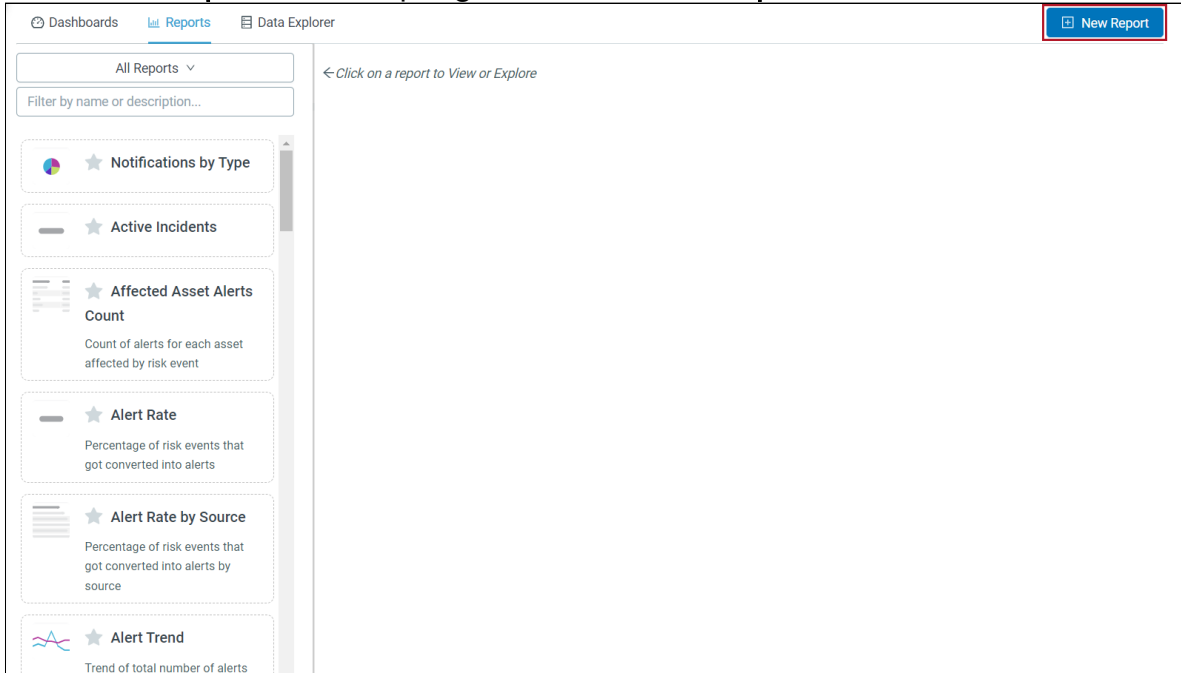 Dashboards Reports Data Explorer New Report
All Reports
Click on a report to View or Explore
Filter by name or description...
Notifications by Type
Active Incidents
Affected Asset Alerts
Count
Count of alerts for each asset
affected by risk event
Alert Rate
Percentage of risk events that
got converted into alerts
Alert Rate by Source
Percentage of risk events that
got converted into alerts by
source
Alert Trend
Trend of total number of alerts